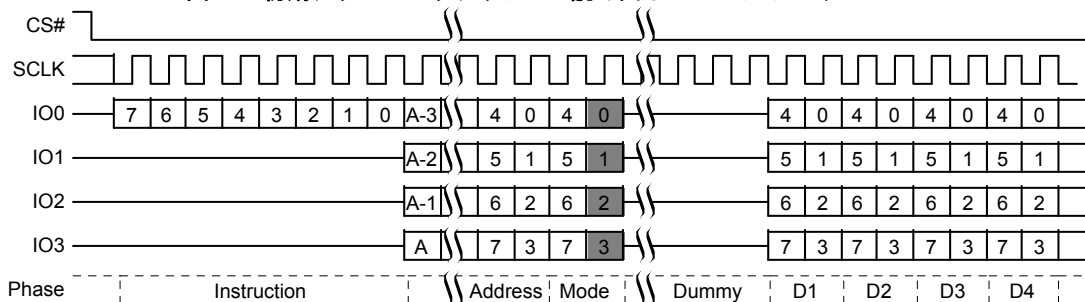 CS#
SCLK
IO0 7 6 5 4 3 2 1 0 A-3 4 0 4 0 4 0 4 0 4 0 4 0
IO1 A-2 5 1 5 1 5 1 5 1 5 1 5 1
IO2 A-1 6 2 6 2 6 2 6 2 6 2 6 2
IO3 A 7 3 7 3 7 3 7 3 7 3 7 3
Phase Instruction Address Mode Dummy D1 D2 D3 D4